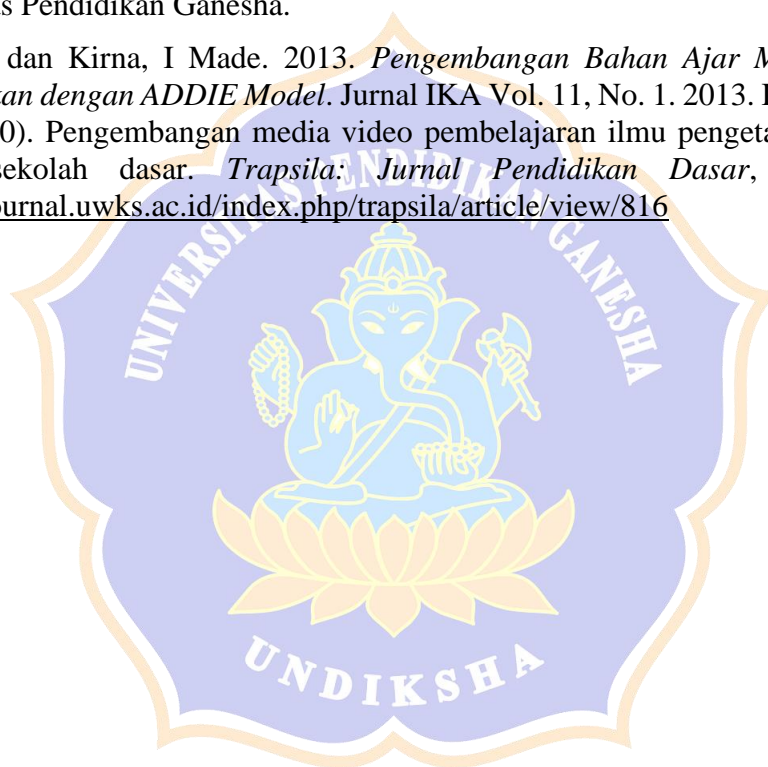 s Pendidikan Ganesha.
dan Kirna, I Made. 2013. Pengembangan Bahan Ajar M
kan dengan ADDIE Model. Jurnal IKA Vol. 11, No. 1. 2013.
0). Pengembangan media video pembelajaran ilmu pengeta
sekolah dasar. Trapsila: Jurnal Pendidikan Dasar,
ournal.uwks.ac.id/index.php/trapsila/article/view/816
UNIVERSITAS PENDIDIKAN GANESHA
UNDIKSHA